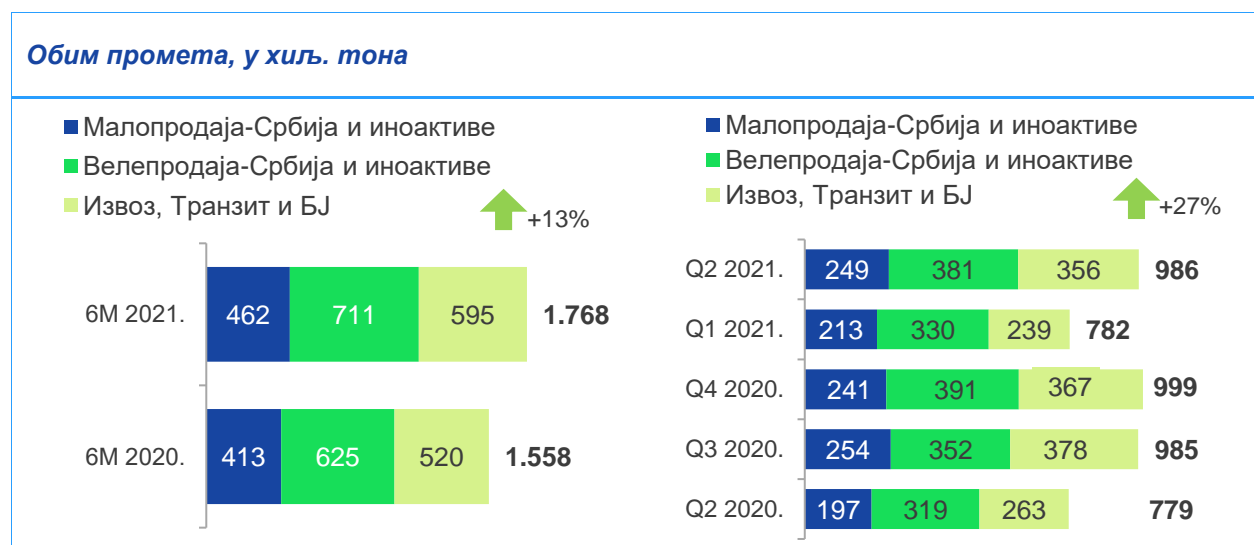 Обим промета, у хиљ. тона
Малопродаја-Србија и иноактиве
Велепродаја-Србија и иноактиве
Извоз, Транзит и БЈ
+13%
6М 2021.
462 711 595 1.768
6М 2020.
413 625 520 1.558
Малопродаја-Србија и иноактиве
Велепродаја-Србија и иноактиве
Извоз, Транзит и БЈ
+27%
Q2 2021. 249 381 356 986
Q1 2021. 213 330 239 782
Q4 2020. 241 391 367 999
Q3 2020. 254 352 378 985
Q2 2020. 197 319 263 779